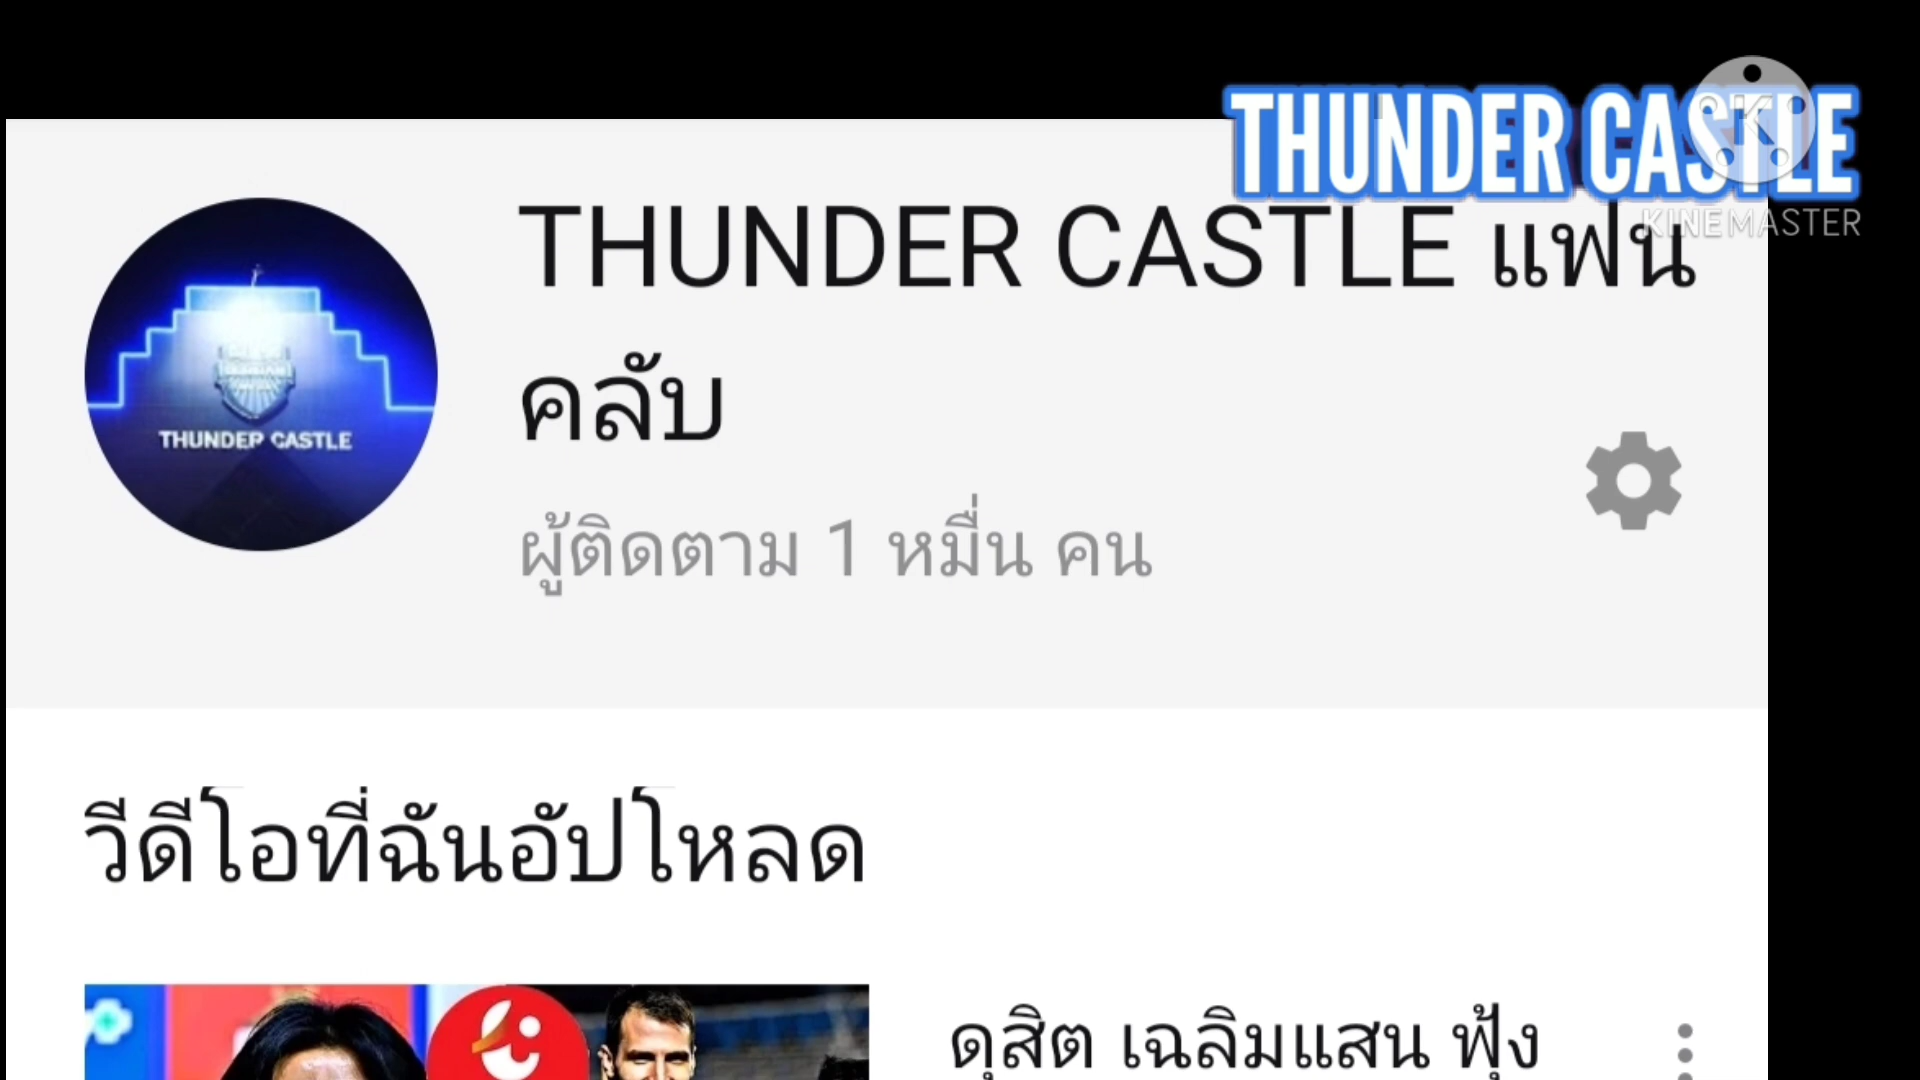 THUNDER CASTLE
KINEMASTER
THUNDER CASTLE แฟน
คลับ
THUNDER CASTLE
ผู้ติดตาม 1 หมื่น คน
วีดีโอที่ฉันอัปโหลด
ดุสิต เฉลิมแสน ฟุ้ง